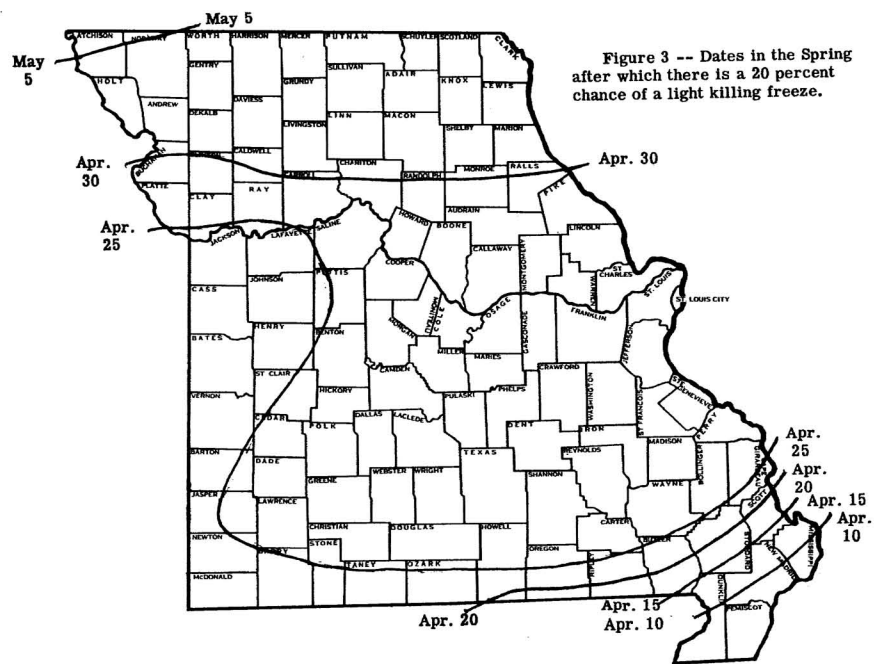 May 5
Figure 3 -- Dates in the Spring
after which there is a 20 percent
chance of a light killing freeze.
May
5
ATCHISON
NODAWAY
WORTH
HARRISON
MERCER
PUTNAM
SCHUYLER
SCOTLAND
CLARK
HOLT
GENTRY
SULLIVAN
ADAIR
GRUNDY
KNOX
LEWIS
ANDREW
DEKALB
DAVIESS
LINN
MACON
LIVINGSTON
SHELBY
MARION
Apr.
30
BUCHANAN
CLINTON
CALDWELL
CHARITON
CARROLL
RANDOLPH
MONROE
RALLS
Apr. 30
PLATTE
CLAY
RAY
PIKE
AUDRAIN
HOWARD
BOONE
Apr.
25
JACKSON
LAFAYETTE
SALINE
LINCOLN
CALLAWAY
MONTGOMERY
WARREN
ST
CHARLES
COOPER
PETTIS
JOHNSON
CASS
ST. LOUIS
ST. LOUIS CITY
MONITEAU
COLE
OSAGE
GASCONADE
FRANKLIN
MORGAN
HENRY
BENTON
BATES
MILLER
MARIES
JEFFERSON
CAMDEN
CRAWFORD
ST CLAIR
HICKORY
PULASKI
PHELPS
WASHINGTON
STE.
GENEVIEVE
ST FRANCOIS
PERRY
VERNON
CEDAR
POLK
DALLAS
LACLEDE
DENT
IRON
MADISON
BOLLINGER
CAPE
GIRARDEAU
Apr.
25
BARTON
DADE
TEXAS
REYNOLDS
GREENE
WEBSTER
WRIGHT
SHANNON
WAYNE
Apr.
20
JASPER
LAWRENCE
SCOTT
Apr. 15
Apr.
10
NEWTON
CHRISTIAN
DOUGLAS
HOWELL
CARTER
BUTLER
STODDARD
MISSISSIPPI
BARRY
STONE
TANEY
OZARK
OREGON
RIPLEY
NEW MADRID
MCDONALD
DUNKLIN
PEMISCOT
Apr. 20
Apr. 15
Apr. 10